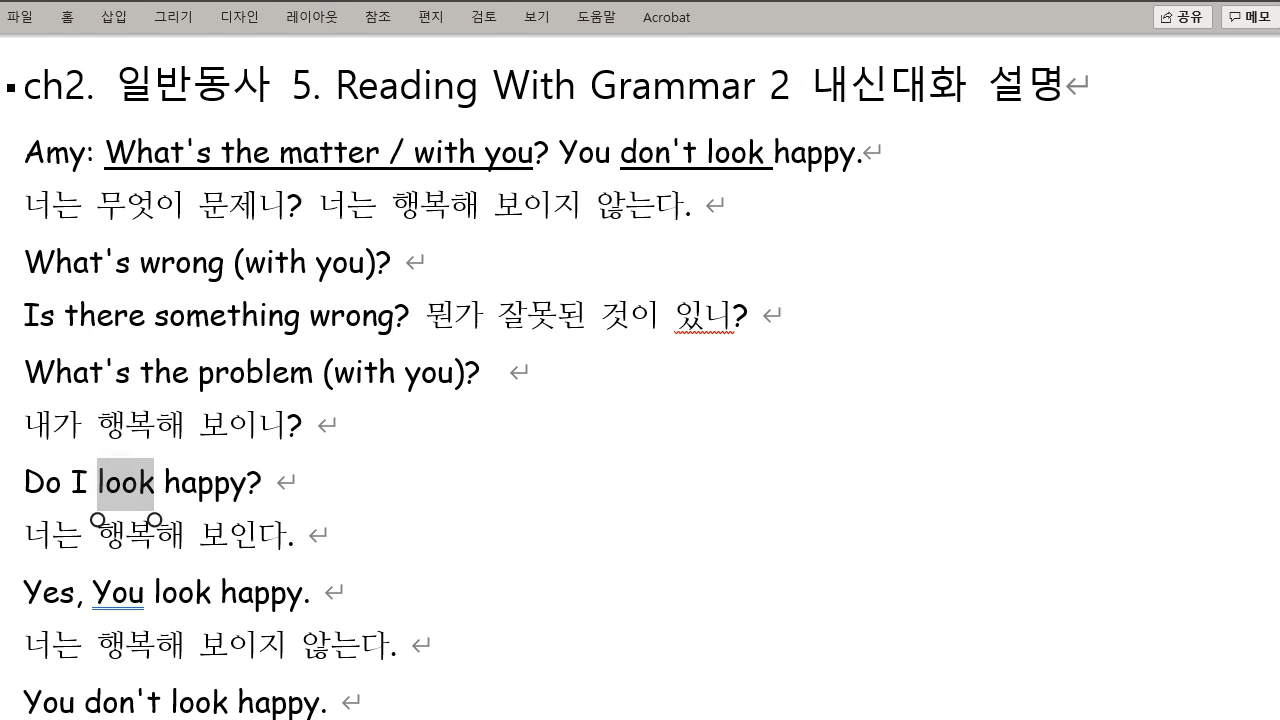 파일 홈 삽입 그리기 디자인 레이아웃 참조 편지 검토 보기 도움말 Acrobat 공유 메모
ch2. 일반동사 5. Reading With Grammar 2 내신대화 설명
Amy: What's the matter / with you? You don't look happy.
너는 무엇이 문제니? 너는 행복해 보이지 않는다.
What's wrong (with you)?
Is there something wrong? 뭔가 잘못된 것이 있니?
What's the problem (with you)?
내가 행복해 보이니?
Do I look happy?
너는 행복해 보인다.
Yes, You look happy.
너는 행복해 보이지 않는다.
You don't look happy.